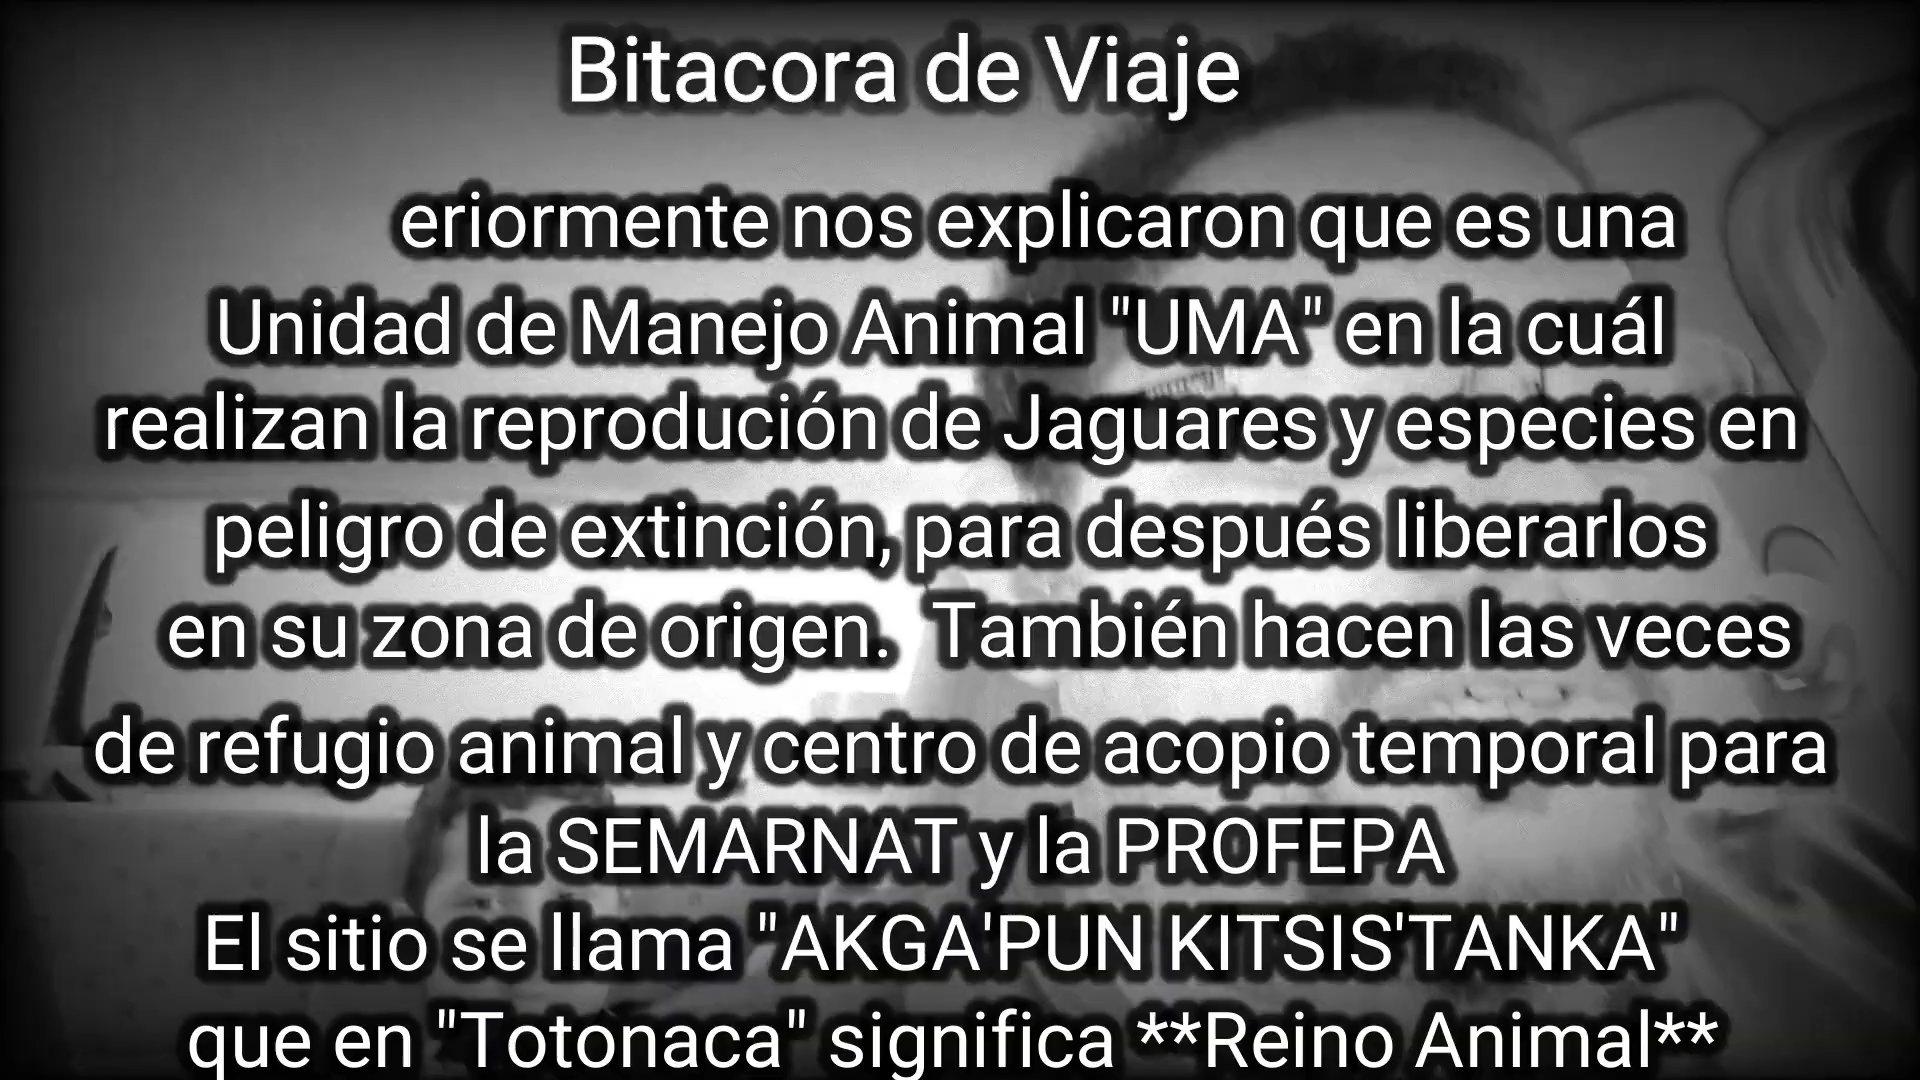 Bitacora de Viaje
eriormente nos explicaron que es una
Unidad de Manejo Animal "UMA" en la cuál
realizan la reprodución de Jaguares y especies en
peligro de extinción, para después liberarlos
en su zona de origen. También hacen las veces
de refugio animal y centro de acopio temporal para
la SEMARNAT y la PROFEPA
El sitio se llama "AKGA'PUN KITSIS'TANKA"
que en "Totonaca" significa **Reino Animal**